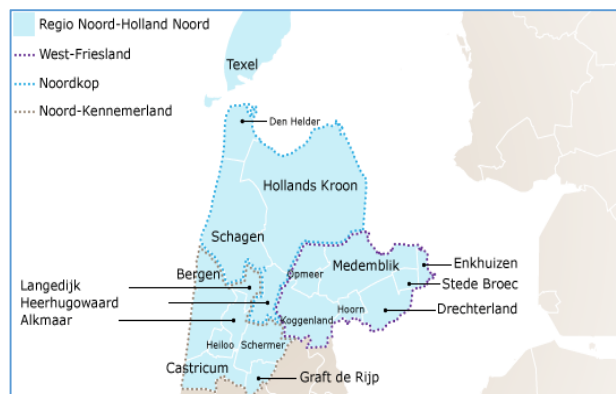 Regio Noord-Holland Noord
West-Friesland
Noordkop
Noord-Kennemerland
Texel
Den Helder
Hollands Kroon
Schagen
Bergen
Opmeer
Medemblik
Enkhuizen
Stede Broec
Drechterland
Langedijk
Heerhugowaard
Alkmaar
Koggenland
Hoorn
Heiloo
Schermer
Castricum
Graft de Rijp